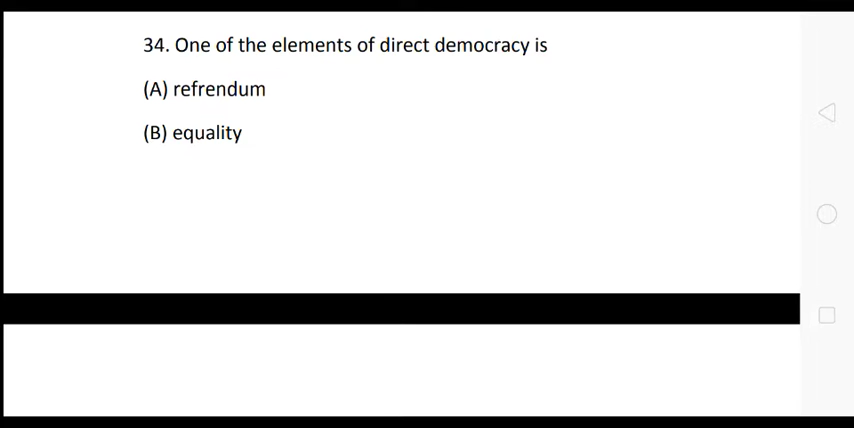 34. One of the elements of direct democracy is
(A) refrendum
(B) equality